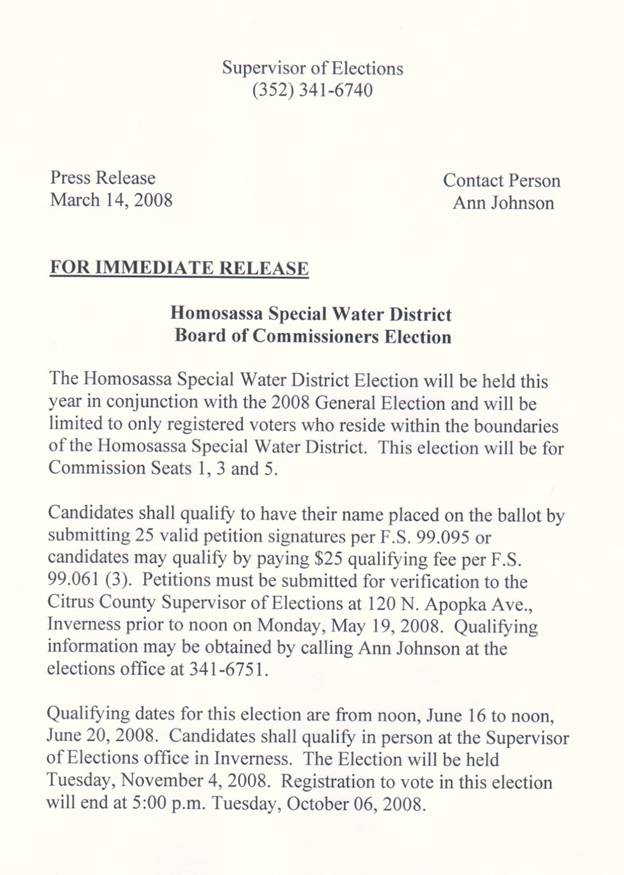 Supervisor of Elections
(352) 341-6740
Press Release
Contact Person
March 14, 2008
Ann Johnson
FOR IMMEDIATE RELEASE
Homosassa Special Water District
Board of Commissioners Election
The Homosassa Special Water District Election will be held this
year in conjunction with the 2008 General Election and will be
limited to only registered voters who reside within the boundaries
of the Homosassa Special Water District.  This election will be for
Commission Seats 1, 3 and 5.
Candidates shall qualify to have their name placed on the ballot by
submitting 25 valid petition signatures per F.S. 99.095 or
candidates may qualify by paying $25 qualifying fee per F.S.
99.061 (3).  Petitions must be submitted for verification to the
Citrus County Supervisor of Elections at 120 N. Apopka Ave.,
Inverness prior to noon on Monday, May 19, 2008.  Qualifying
information may be obtained by calling Ann Johnson at the
elections office at 341-6751.
Qualifying dates for this election are from noon, June 16 to noon,
June 20, 2008.  Candidates shall qualify in person at the Supervisor
of Elections office in Inverness.  The Election will be held
Tuesday, November 4, 2008.  Registration to vote in this election
will end at 5:00 p.m. Tuesday, October 06, 2008.